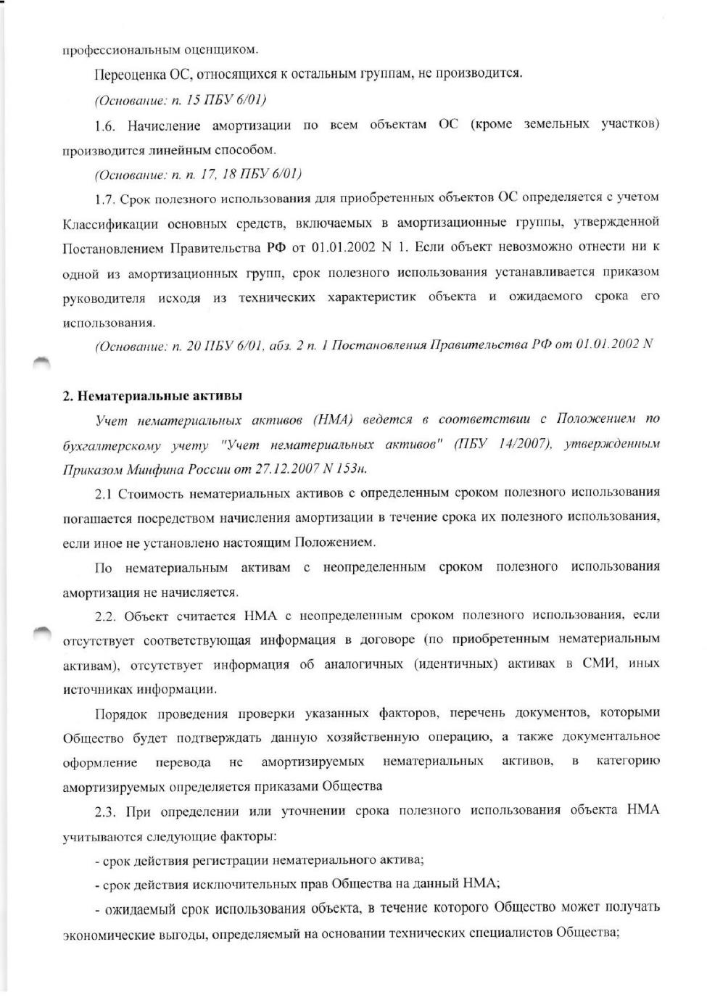 профессиональным оценщиком.
Переоценка ОС, относящихся к остальным группам, не производится.
(Основание: п. 15 ПБУ 6/01)
1.6. Начисление амортизации по всем объектам ОС (кроме земельных участков)
производится линейным способом.
(Основание: п. п. 17, 18 ПБУ 6/01)
1.7. Срок полезного использования для приобретенных объектов ОС определяется с учетом
Классификации основных средств, включаемых в амортизационные группы, утвержденной
Постановлением Правительства РФ от 01.01.2002 N 1. Если объект невозможно отнести ни к
одной из амортизационных групп, срок полезного использования устанавливается приказом
руководителя исходя из технических характеристик объекта и ожидаемого срока его
использования.
(Основание: п. 20 ПБУ 6/01, абз. 2 п. 1 Постановления Правительства РФ от 01.01.2002 N
2. Нематериальные активы
Учет нематериальных активов (НМА) ведется в соответствии с Положением по
бухгалтерскому учету "Учет нематериальных активов" (ПБУ 14/2007), утвержденным
Приказом Минфина России от 27.12.2007 N 153н.
2.1 Стоимость нематериальных активов с определенным сроком полезного использования
погашается посредством начисления амортизации в течение срока их полезного использования,
если иное не установлено настоящим Положением.
По нематериальным активам с неопределенным сроком полезного использования
амортизация не начисляется.
2.2. Объект считается НМА с неопределенным сроком полезного использования, если
отсутствует соответствующая информация в договоре (по приобретенным нематериальным
активам), отсутствует информация об аналогичных (идентичных) активах в СМИ, иных
источниках информации.
Порядок проведения проверки указанных факторов, перечень документов, которыми
Общество будет подтверждать данную хозяйственную операцию, а также документальное
оформление перевода не амортизируемых нематериальных активов, в категорию
амортизируемых определяется приказами Общества
2.3. При определении или уточнении срока полезного использования объекта НМА
учитываются следующие факторы:
- срок действия регистрации нематериального актива;
- срок действия исключительных прав Общества на данный НМА;
- ожидаемый срок использования объекта, в течение которого Общество может получать
экономические выгоды, определяемый на основании технических специалистов Общества;